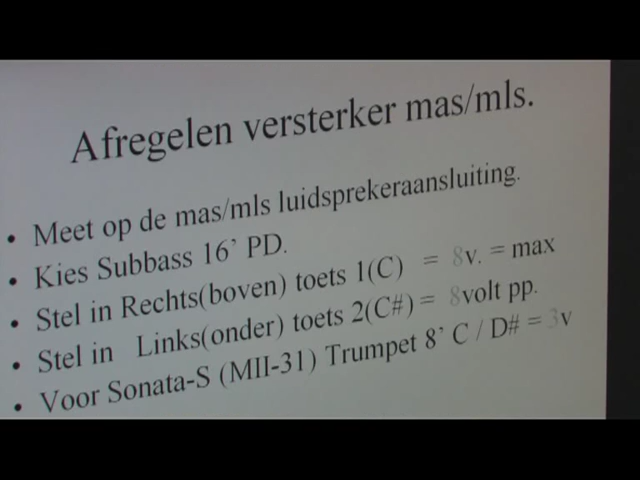 Afregelen versterker mas/mls.
• Meet op de mas/mls luidsprekeraansluiting.
• Kies Subbass 16’ PD.
• Stel in Rechts(boven) toets 1(C) = 8v. = max
• Stel in Links(onder) toets 2(C#)= 8volt pp.
• Voor Sonata-S (MII-31) Trumpet 8’ C / D# = 3v